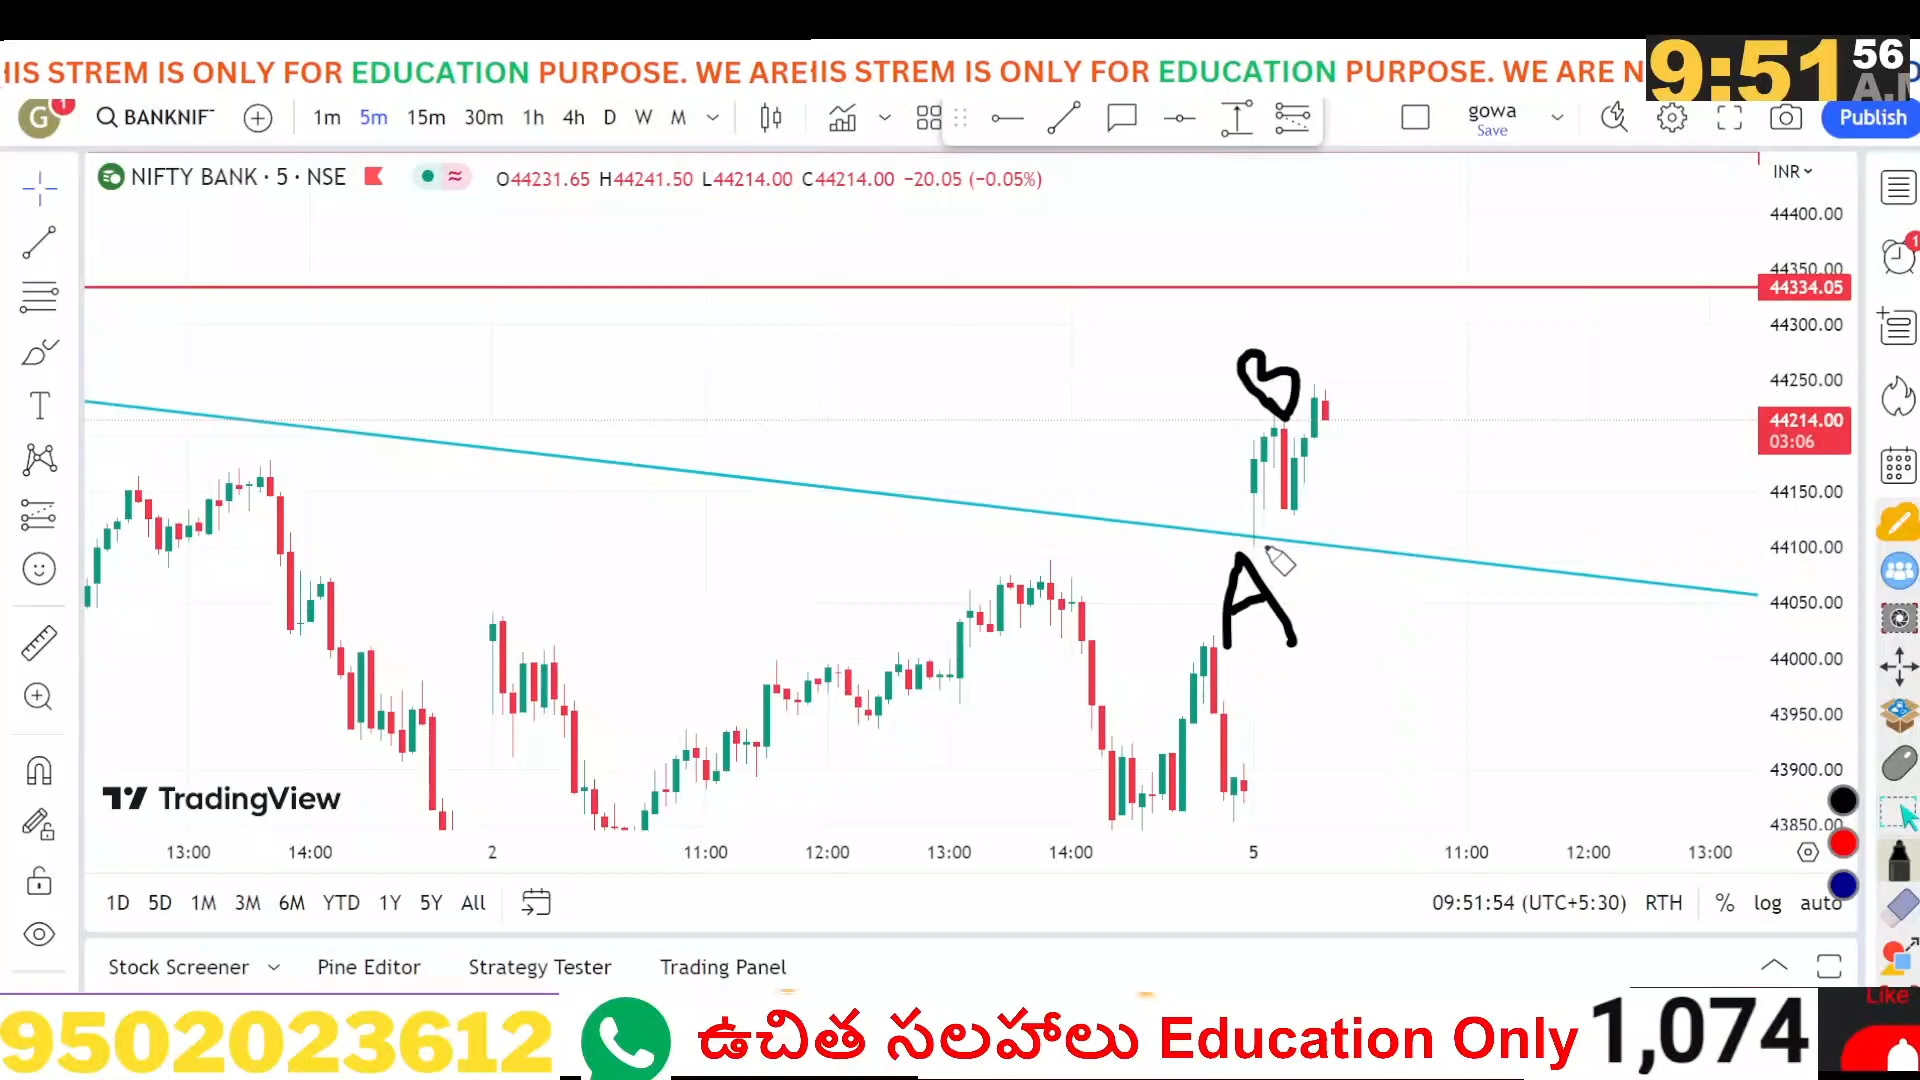 HIS STREM IS ONLY FOR EDUCATION PURPOSE. WE ARE HIS STREM IS ONLY FOR EDUCATION PURPOSE. WE ARE N
9:51 56
A.M
G 1 BANKNIF 1m 5m 15m 30m 1h 4h D W M gowa Save Publish
NIFTY BANK · 5 · NSE O44231.65 H44241.50 L44214.00 C44214.00 −20.05 (−0.05%) INR
44400.00
44350.00
44334.05
44300.00
B
44250.00
44214.00
03:06
44150.00
44100.00
A
44050.00
44000.00
43950.00
43900.00
43850.00
TradingView
13:00 14:00 2 11:00 12:00 13:00 14:00 5 11:00 12:00 13:00
1D 5D 1M 3M 6M YTD 1Y 5Y All 09:51:54 (UTC+5:30) RTH % log auto
Stock Screener Pine Editor Strategy Tester Trading Panel
Like
9502023612 ఉచిత సలహాలు Education Only 1,074